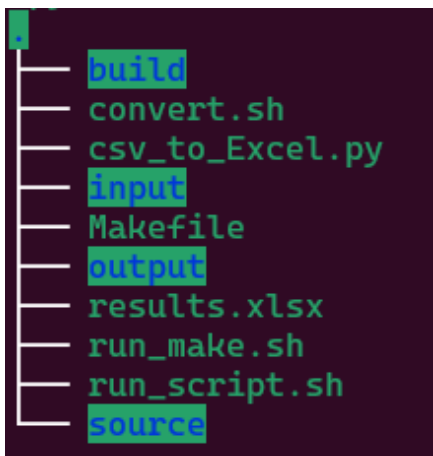 .
build
convert.sh
csv_to_Excel.py
input
Makefile
output
results.xlsx
run_make.sh
run_script.sh
source